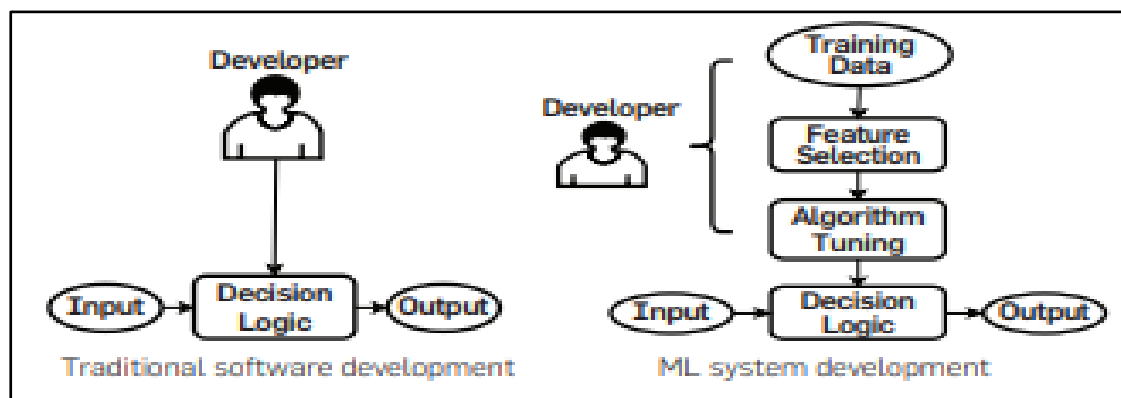 Developer
Input
Decision
Logic
Output
Traditional software development
Training
Data
Developer
Feature
Selection
Algorithm
Tuning
Input
Decision
Logic
Output
ML system development